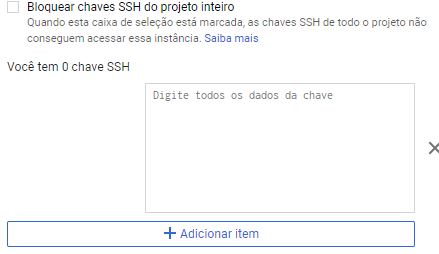 Bloquear chaves SSH do projeto inteiro
Quando esta caixa de seleção está marcada, as chaves SSH de todo o projeto não
conseguem acessar essa instância. Saiba mais
Você tem 0 chave SSH
Digite todos os dados da chave
Adicionar item